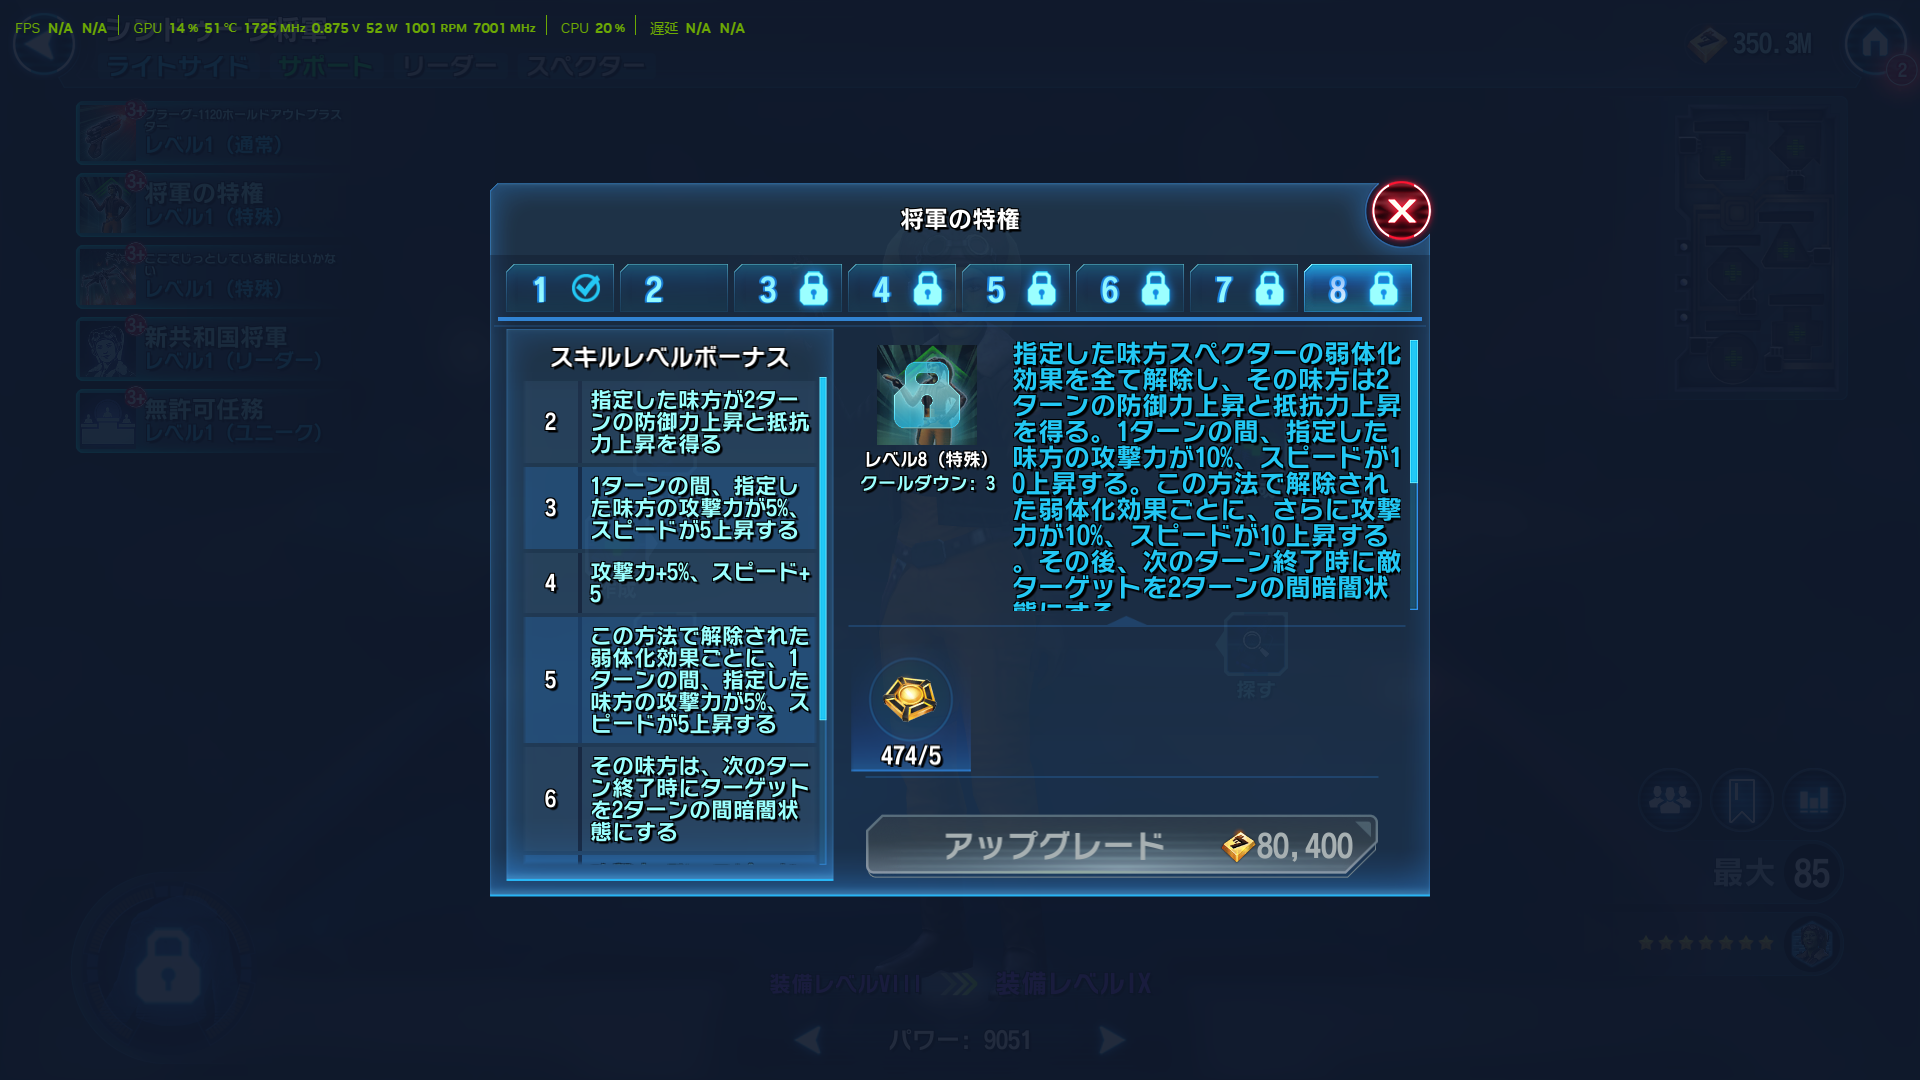 FPS N/A N/A GPU 14 % 51 °C 1725 MHz 0.875 V 52 W 1001 RPM 7001 MHz CPU 20 % 遅延 N/A N/A
ライトサイド サポート リーダー スペクター
350.3M
2
3+
ブラーグ-1120ホールドアウトブラス
ター
レベル1（通常）
3+
将軍の特権
レベル1（特殊）
3+
ここでじっとしている訳にはいかな
い
レベル1（特殊）
3+
新共和国将軍
レベル1（リーダー）
3+
無許可任務
レベル1（ユニーク）
将軍の特権
1 2 3 4 5 6 7 8
スキルレベルボーナス
2
指定した味方が2ター
ンの防御力上昇と抵抗
力上昇を得る
3
1ターンの間、指定し
た味方の攻撃力が5%、
スピードが5上昇する
4
攻撃力+5%、スピード+
5
5
この方法で解除された
弱体化効果ごとに、1
ターンの間、指定した
味方の攻撃力が5%、ス
ピードが5上昇する
6
その味方は、次のター
ン終了時にターゲット
を2ターンの間暗闇状
態にする
レベル8（特殊）
クールダウン: 3
指定した味方スペクターの弱体化
効果を全て解除し、その味方は2
ターンの防御力上昇と抵抗力上昇
を得る。1ターンの間、指定した
味方の攻撃力が10%、スピードが1
0上昇する。この方法で解除され
た弱体化効果ごとに、さらに攻撃
力が10%、スピードが10上昇する
。その後、次のターン終了時に敵
ターゲットを2ターンの間暗闇状
態にする
探す
474/5
アップグレード 80,400
最大 85
装備レベルVIII 装備レベルIX
パワー: 9051